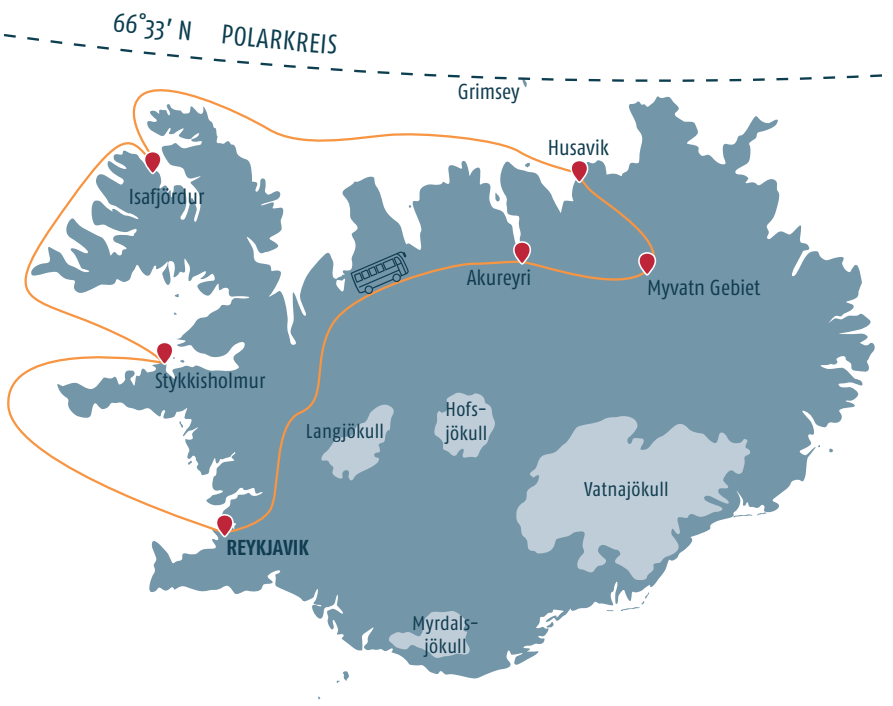 66°33' N POLARKREIS
Grimsey
Husavik
Isafjördur
Akureyri
Myvatn Gebiet
Stykkisholmur
Hofs-
jökull
Langjökull
Vatnajökull
REYKJAVIK
Myrdals-
jökull